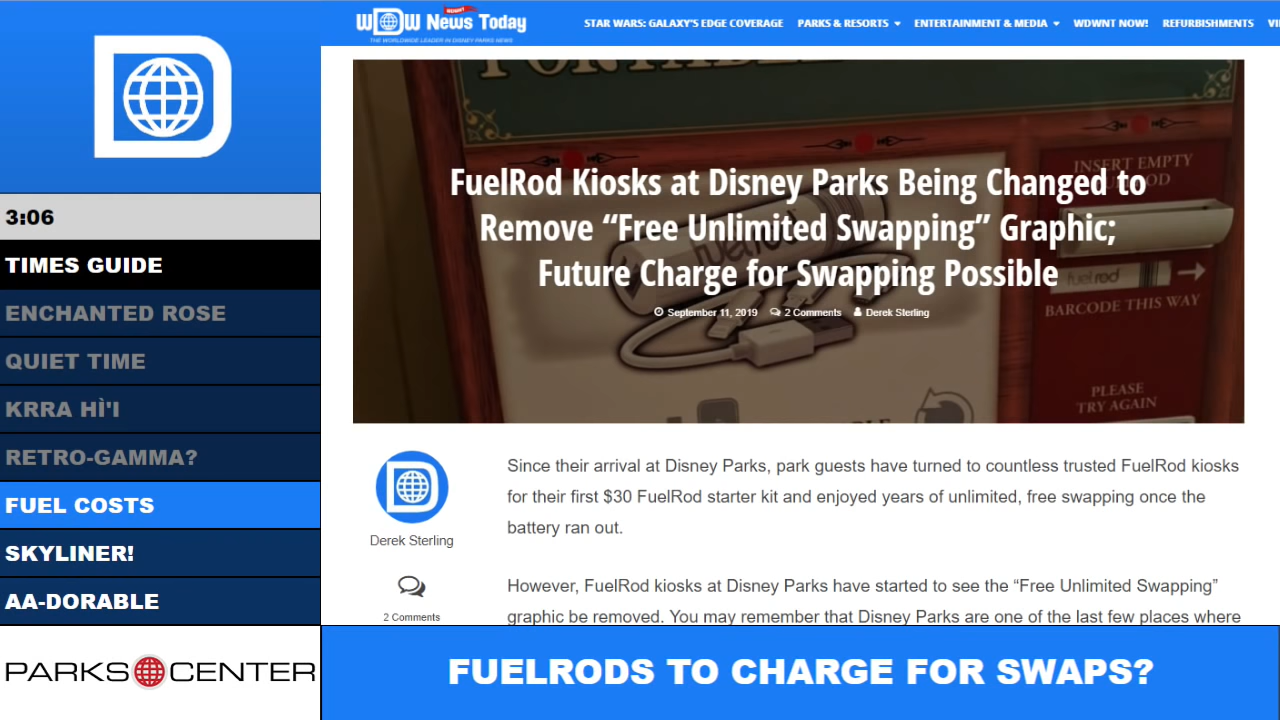 WDW News Today
WDWNT
THE WORLDWIDE LEADER IN DISNEY PARKS NEWS
STAR WARS: GALAXY'S EDGE COVERAGE PARKS & RESORTS ENTERTAINMENT & MEDIA WDWNT NOW! REFURBISHMENTS
D
3:06
TIMES GUIDE
ENCHANTED ROSE
QUIET TIME
KRRA HÌ'I
RETRO-GAMMA?
FUEL COSTS
SKYLINER!
AA-DORABLE
PARKS CENTER
INSERT EMPTY
fuelrod
fuel rod
BARCODE THIS WAY
PLEASE
TRY AGAIN
FuelRod Kiosks at Disney Parks Being Changed to
Remove “Free Unlimited Swapping” Graphic;
Future Charge for Swapping Possible
September 11, 2019 2 Comments Derek Sterling
D
Derek Sterling
2 Comments
Since their arrival at Disney Parks, park guests have turned to countless trusted FuelRod kiosks
for their first $30 FuelRod starter kit and enjoyed years of unlimited, free swapping once the
battery ran out.
However, FuelRod kiosks at Disney Parks have started to see the “Free Unlimited Swapping”
graphic be removed. You may remember that Disney Parks are one of the last few places where
FUELRODS TO CHARGE FOR SWAPS?